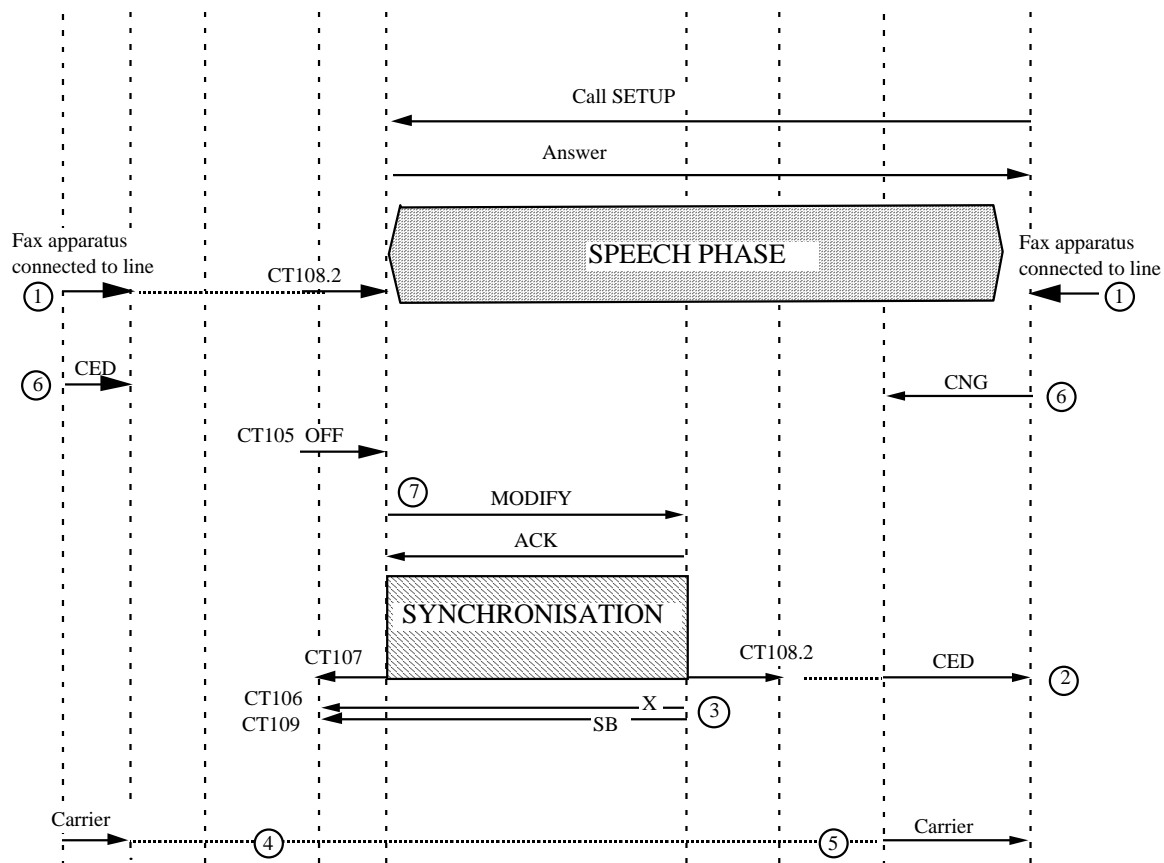 Call SETUP
Answer
SPEECH PHASE
Fax apparatus
connected to line
1
CT108.2
Fax apparatus
connected to line
1
6
CED
CNG
6
CT105 OFF
7
MODIFY
ACK
SYNCHRONISATION
CT107
CT108.2
CED
2
CT106
X
3
CT109
SB
Carrier
4
5
Carrier